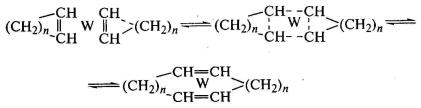 CH CH CH--CH
(CH₂)ₙ W (CH₂)ₙ ⇌ (CH₂)ₙ W (CH₂)ₙ ⇌
CH CH CH--CH
CH=CH
⇌ (CH₂)ₙ W (CH₂)ₙ
CH=CH